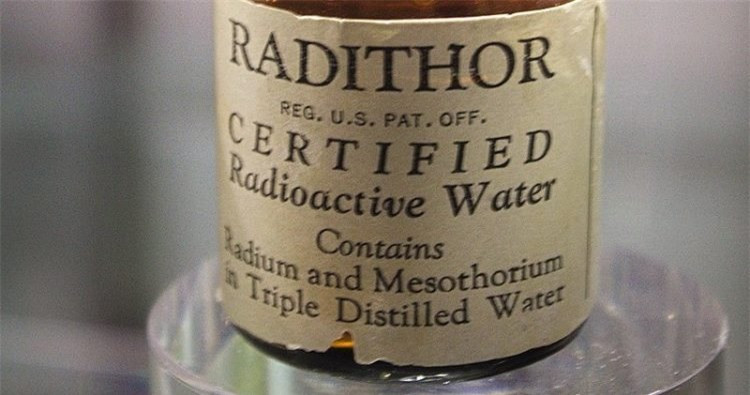 RADITHOR
REG. U.S. PAT. OFF.
CERTIFIED
Radioactive Water
Contains
Radium and Mesothorium
in Triple Distilled Water